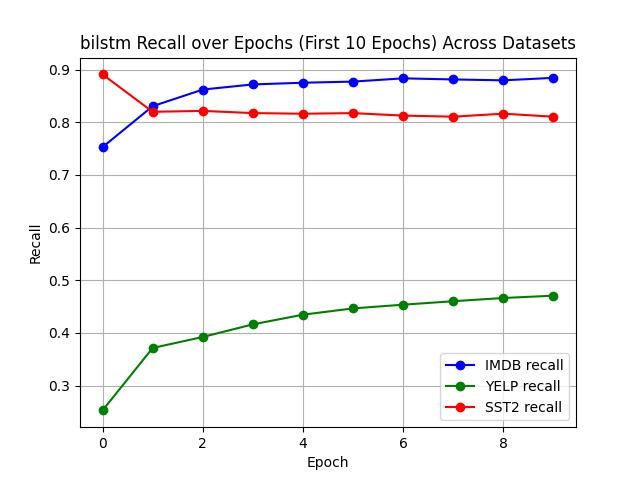 bilstm Recall over Epochs (First 10 Epochs) Across Datasets
Recall
0.9
0.8
0.7
0.6
0.5
0.4
0.3
0 2 4 6 8
Epoch
IMDB recall
YELP recall
SST2 recall